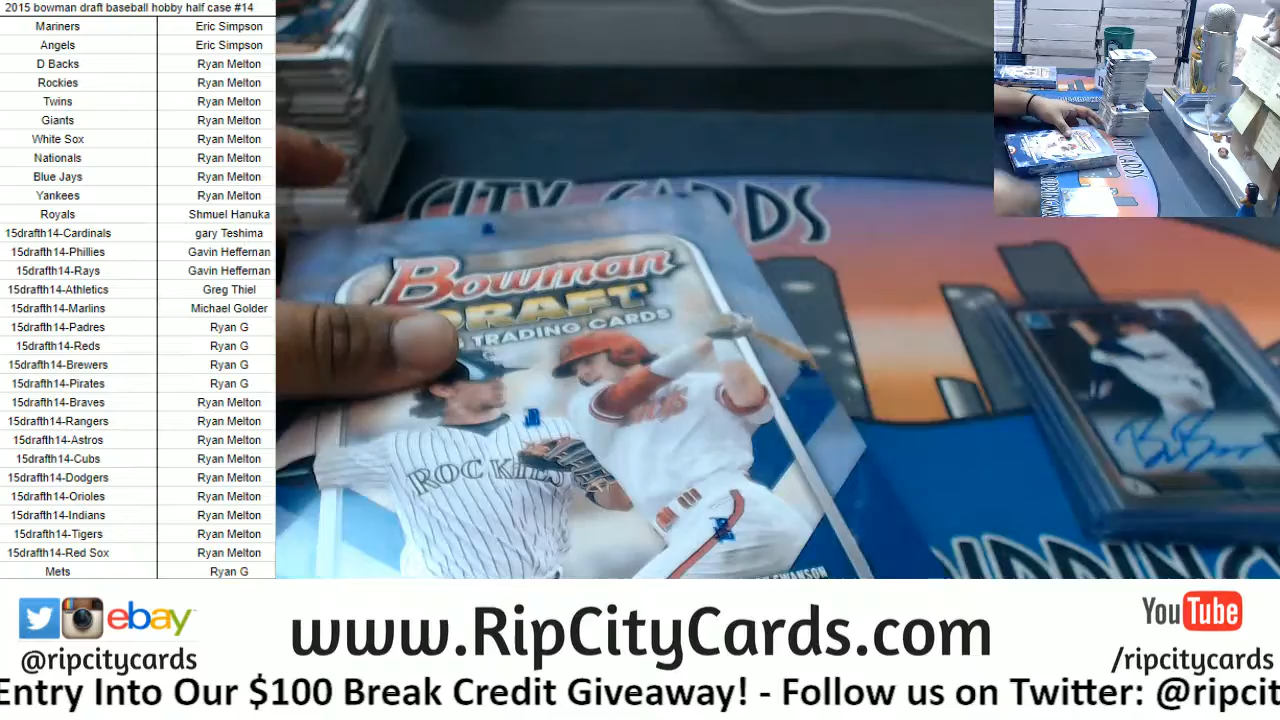 2015 bowman draft baseball hobby half case #14
Mariners Eric Simpson
Angels Eric Simpson
D Backs Ryan Melton
Rockies Ryan Melton
Twins Ryan Melton
Giants Ryan Melton
White Sox Ryan Melton
Nationals Ryan Melton
Blue Jays Ryan Melton
Yankees Ryan Melton
Royals Shmuel Hanuka
15drafth14-Cardinals gary Teshima
15drafth14-Phillies Gavin Heffernan
15drafth14-Rays Gavin Heffernan
15drafth14-Athletics Greg Thiel
15drafth14-Marlins Michael Golder
15drafth14-Padres Ryan G
15drafth14-Reds Ryan G
15drafth14-Brewers Ryan G
15drafth14-Pirates Ryan G
15drafth14-Braves Ryan Melton
15drafth14-Rangers Ryan Melton
15drafth14-Astros Ryan Melton
15drafth14-Cubs Ryan Melton
15drafth14-Dodgers Ryan Melton
15drafth14-Orioles Ryan Melton
15drafth14-Indians Ryan Melton
15drafth14-Tigers Ryan Melton
15drafth14-Red Sox Ryan Melton
Mets Ryan G
CITY CARDS
Bowman
DRAFT
TRADING CARDS
ROCKIES
SWANSON
ebay
@ripcitycards
www.RipCityCards.com
YouTube
/ripcitycards
Entry Into Our $100 Break Credit Giveaway! - Follow us on Twitter: @ripcit